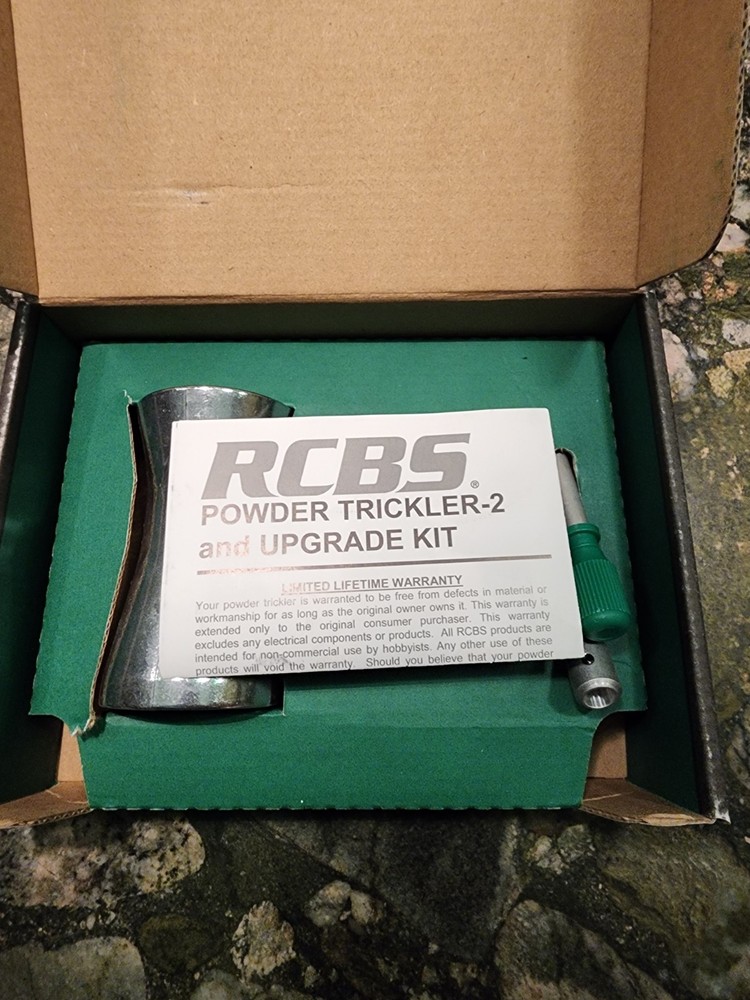 RCBS®
POWDER TRICKLER-2
and UPGRADE KIT
LIMITED LIFETIME WARRANTY
Your powder trickler is warranted to be free from defects in material or
workmanship for as long as the original owner owns it. This warranty is
extended only to the original consumer purchaser. This warranty
excludes any electrical components or products. All RCBS products are
intended for non-commercial use by hobbyists. Any other use of these
products will void the warranty. Should you believe that your powder